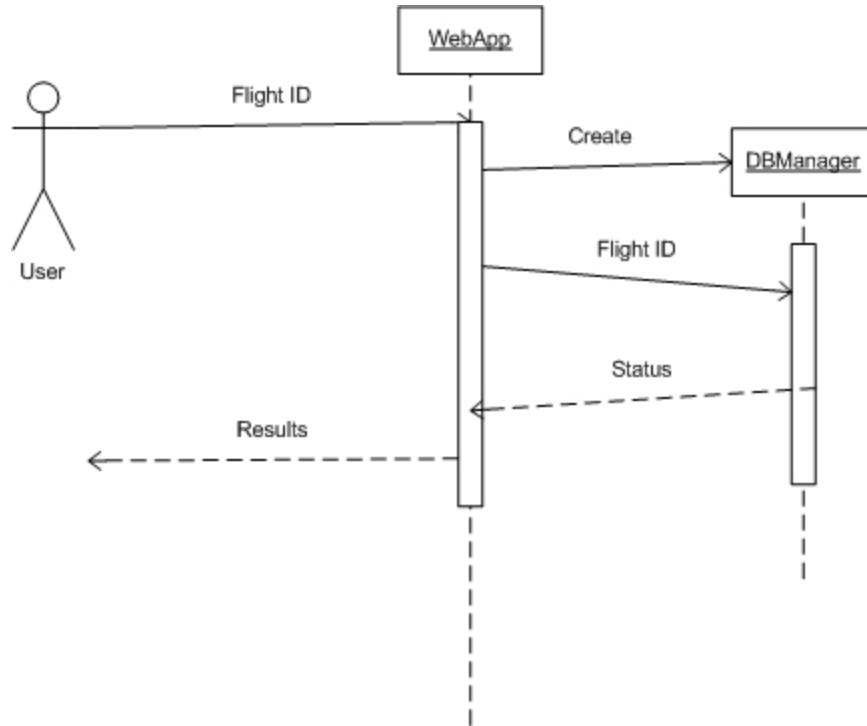 WebApp
Flight ID
Create
DBManager
Flight ID
User
Status
Results